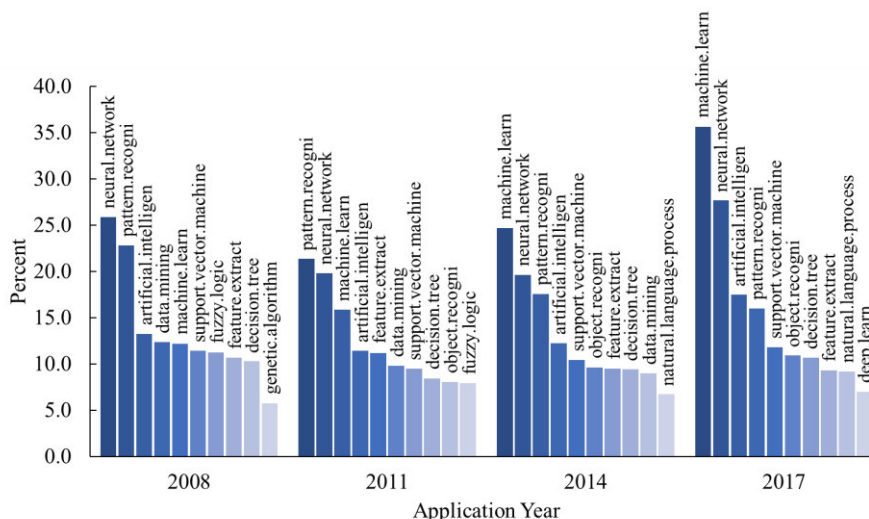 40.0
35.0
30.0
25.0
20.0
15.0
10.0
5.0
0.0
Percent
neural.network
pattern.recogni
artificial.intelligen
data.mining
machine.learn
support.vector.machine
fuzzy.logic
feature.extract
decision.tree
genetic.algorithm
pattern.recogni
neural.network
machine.learn
artificial.intelligen
feature.extract
data.mining
support.vector.machine
decision.tree
object.recogni
fuzzy.logic
machine.learn
neural.network
pattern.recogni
artificial.intelligen
support.vector.machine
object.recogni
feature.extract
decision.tree
data.mining
natural.language.process
machine.learn
neural.network
artificial.intelligen
pattern.recogni
support.vector.machine
object.recogni
decision.tree
feature.extract
natural.language.process
deep.learn
2008
2011
2014
2017
Application Year